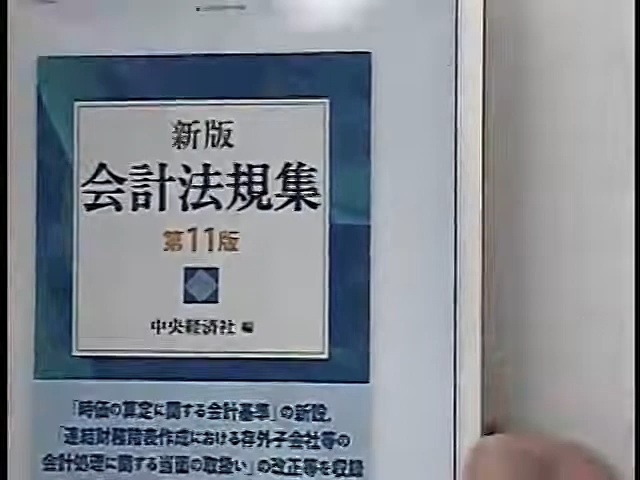 新版
会計法規集
第11版
中央経済社 編
「時価の算定に関する会計基準」の新設,
「連結財務諸表作成における在外子会社等の
会計処理に関する当面の取扱い」の改正等を収録